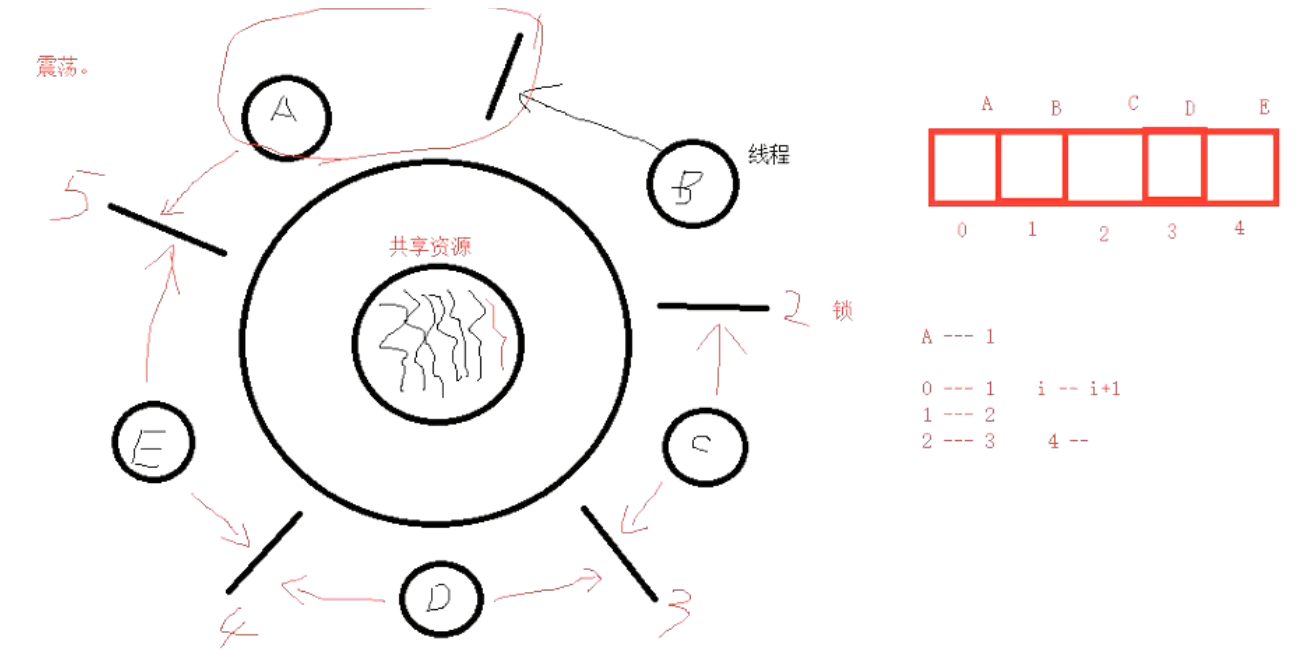 震荡。
A
5
B
线程
共享资源
2 锁
E
C
D
4
3
A B C D E
0 1 2 3 4
A --- 1
0 --- 1 i -- i+1
1 --- 2
2 --- 3 4 --